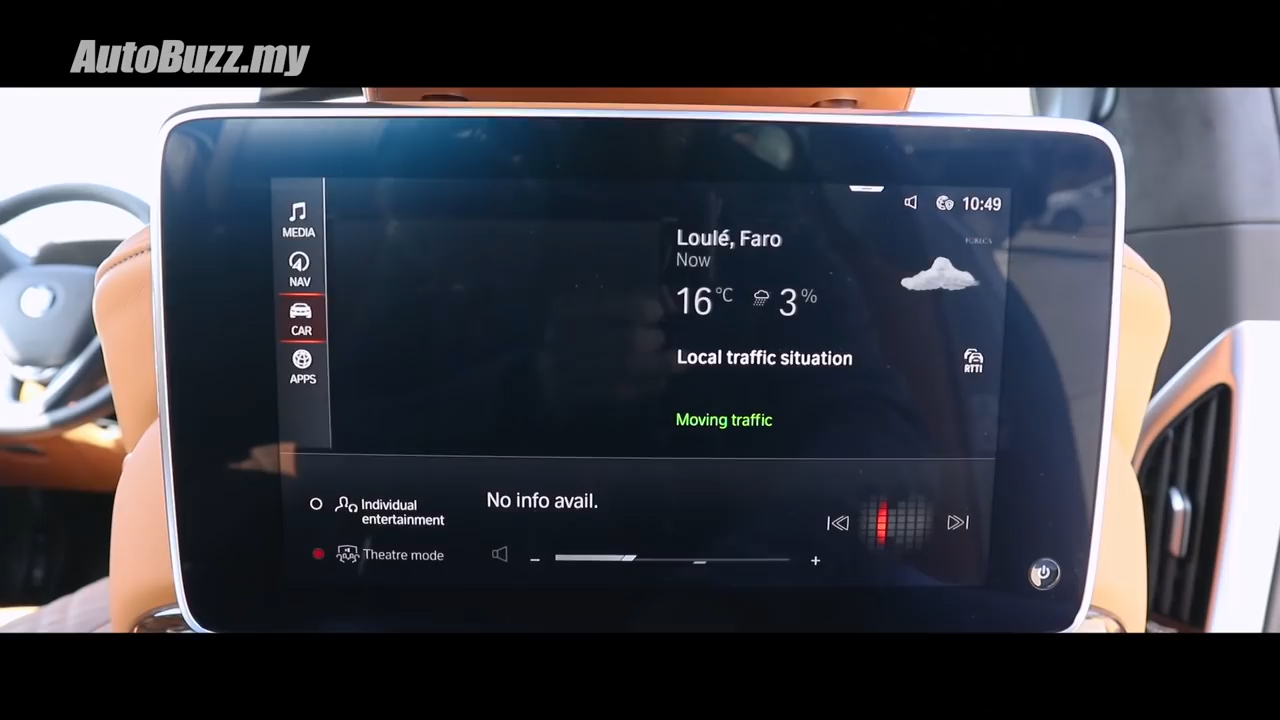 AutoBuzz.my
MEDIA
NAV
CAR
APPS
10:49
Loulé, Faro
Now
FORECA
16°C 3%
Local traffic situation
RTTI
Moving traffic
Individual
entertainment
Theatre mode
No info avail.
− +